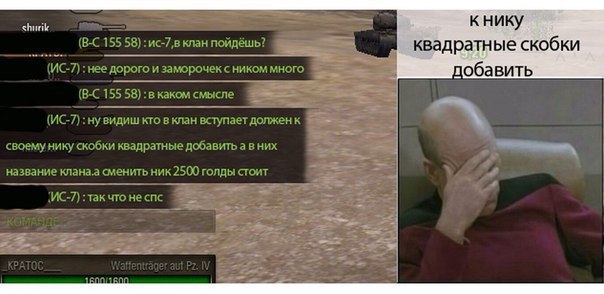 shurik
(B-C 155 58) : ис-7,в клан пойдёшь?
(ИС-7) : нее дорого и заморочек с ником много
(B-C 155 58) : в каком смысле
(ИС-7) : ну видиш кто в клан вступает должен к
своему нику скобки квадратные добавить а в них
название клана.а сменить ник 2500 голды стоит
(ИС-7) : так что не спс
КОМАНДЕ
_КРАТОС___ Waffenträger auf Pz. IV
1600/1600
к нику
квадратные скобки
добавить